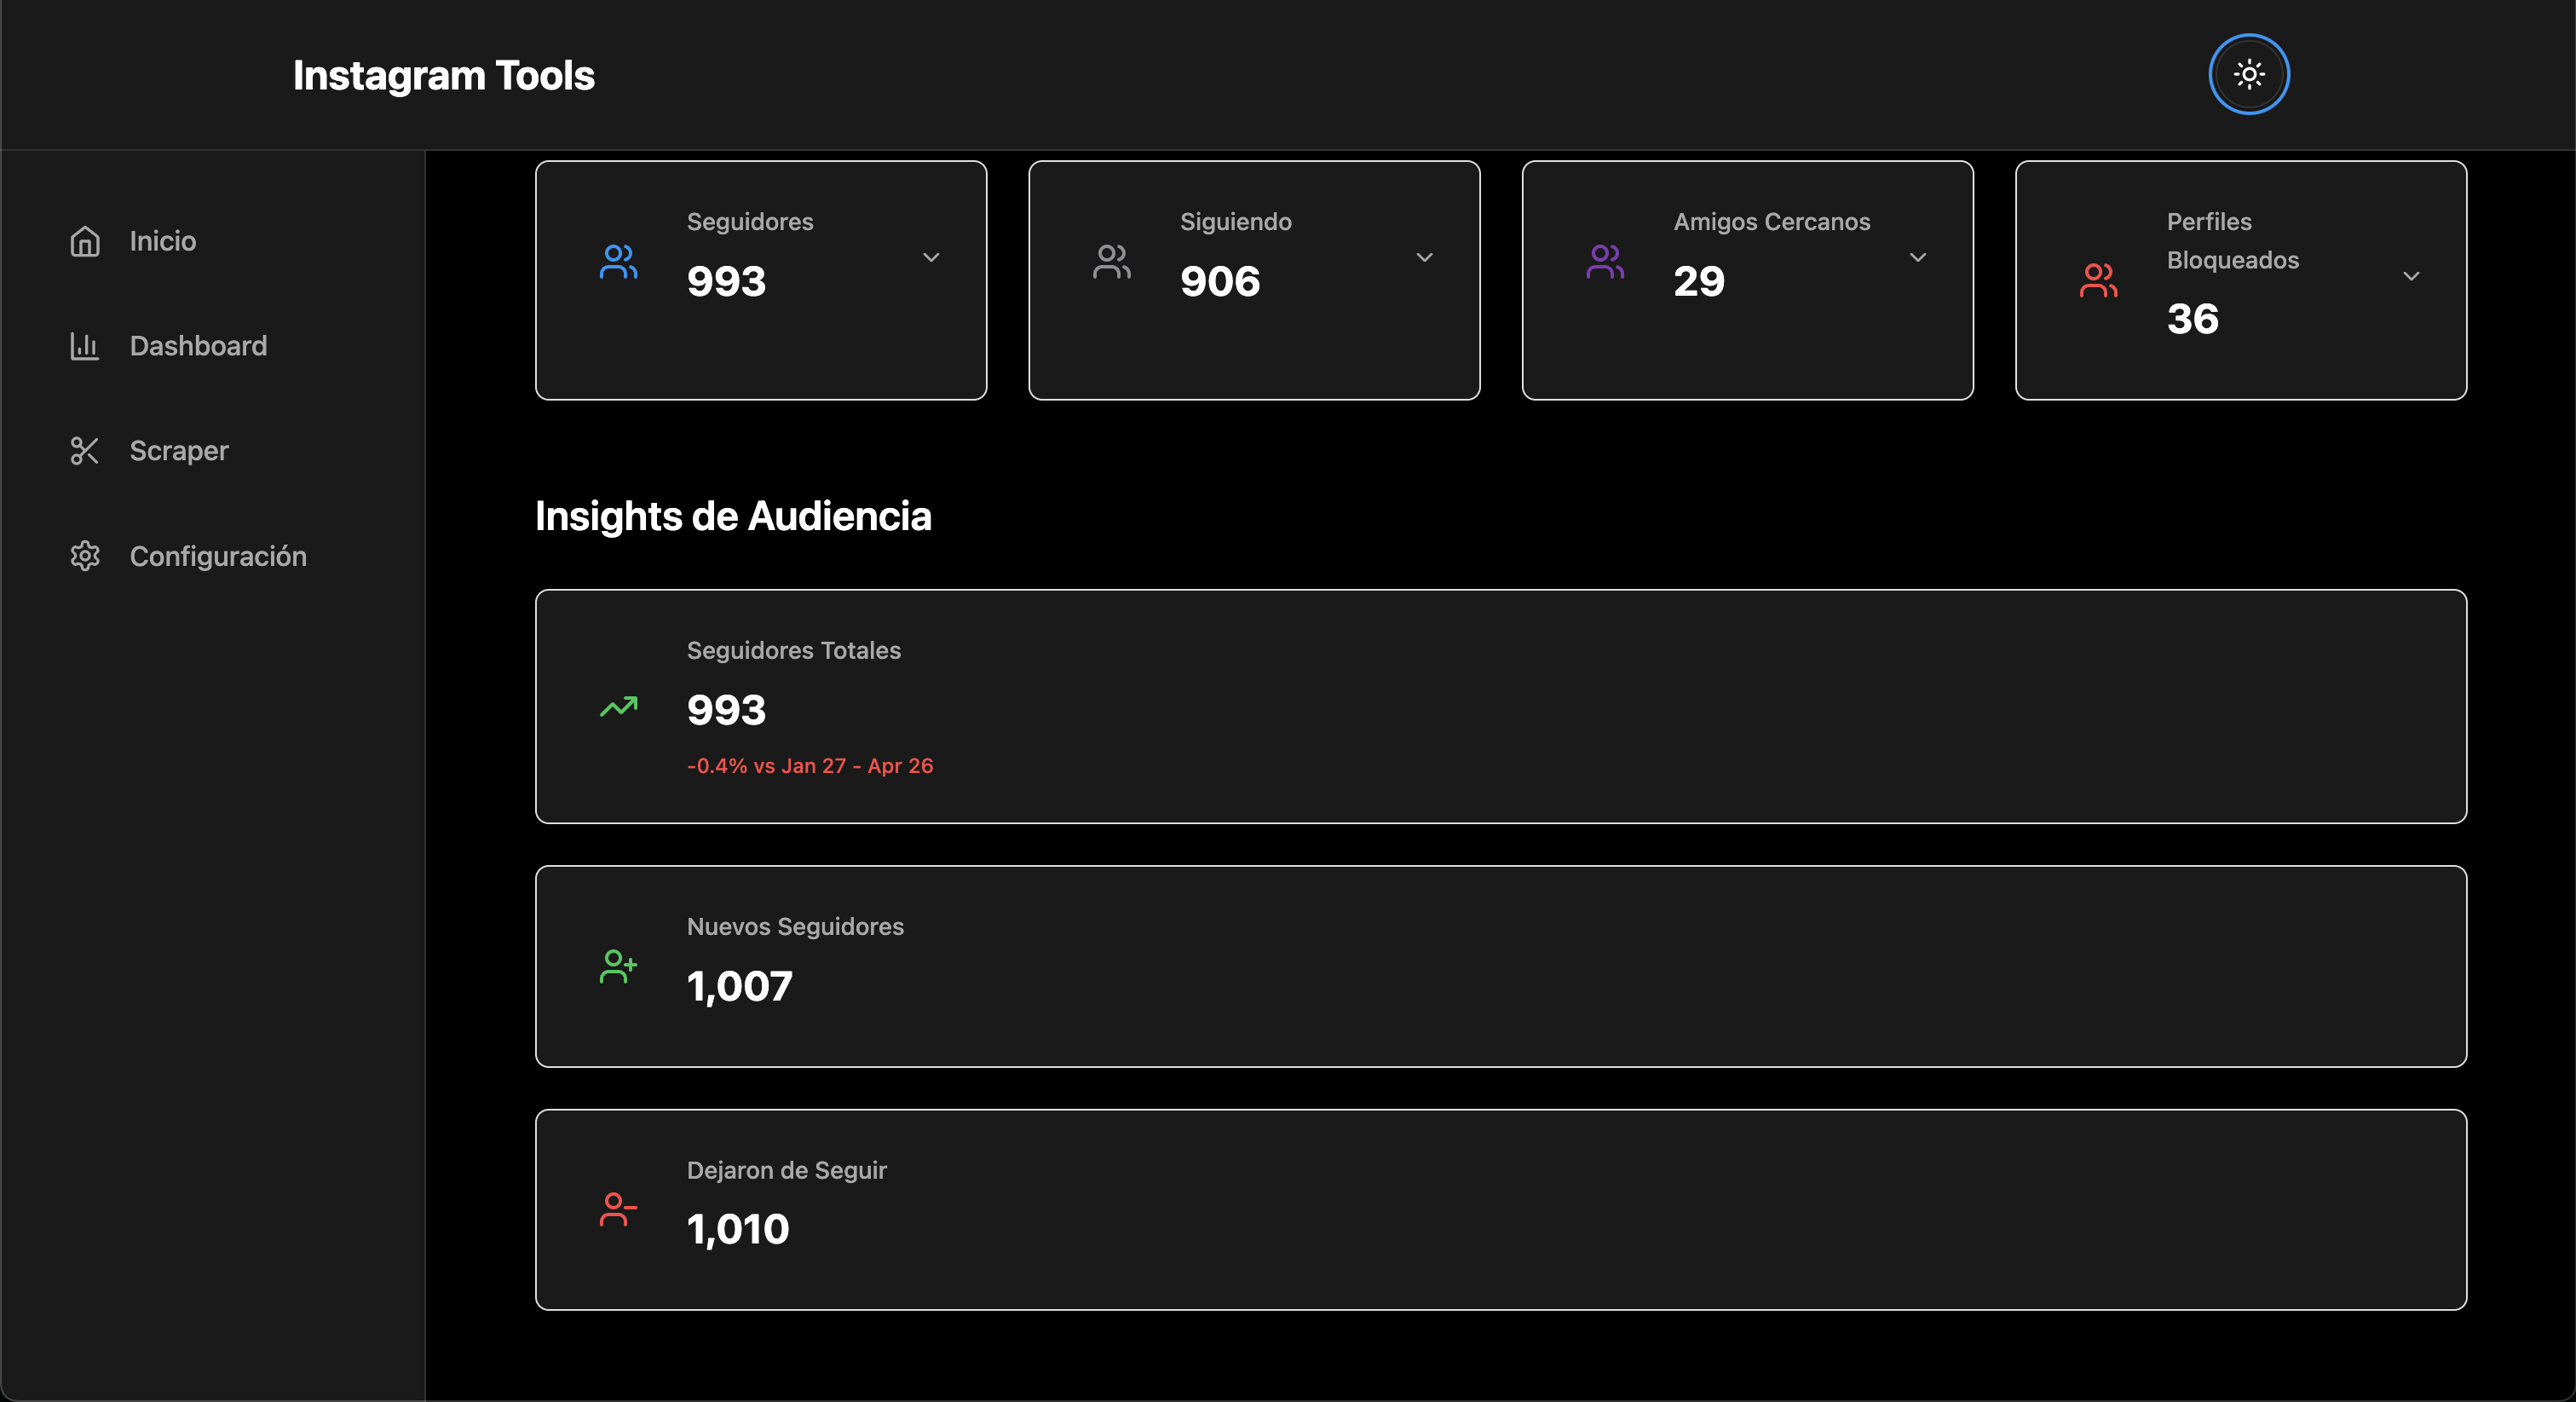 Instagram Tools
Inicio
Dashboard
Scraper
Configuración
Seguidores
993
Siguiendo
906
Amigos Cercanos
29
Perfiles
Bloqueados
36
Insights de Audiencia
Seguidores Totales
993
-0.4% vs Jan 27 - Apr 26
Nuevos Seguidores
1,007
Dejaron de Seguir
1,010